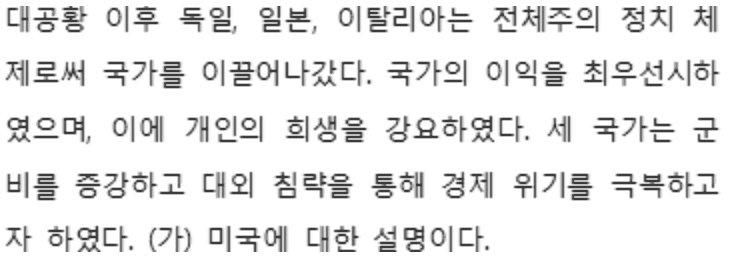 대공황 이후 독일, 일본, 이탈리아는 전체주의 정치 체
제로써 국가를 이끌어나갔다. 국가의 이익을 최우선시하
였으며, 이에 개인의 희생을 강요하였다. 세 국가는 군
비를 증강하고 대외 침략을 통해 경제 위기를 극복하고
자 하였다. (가) 미국에 대한 설명이다.